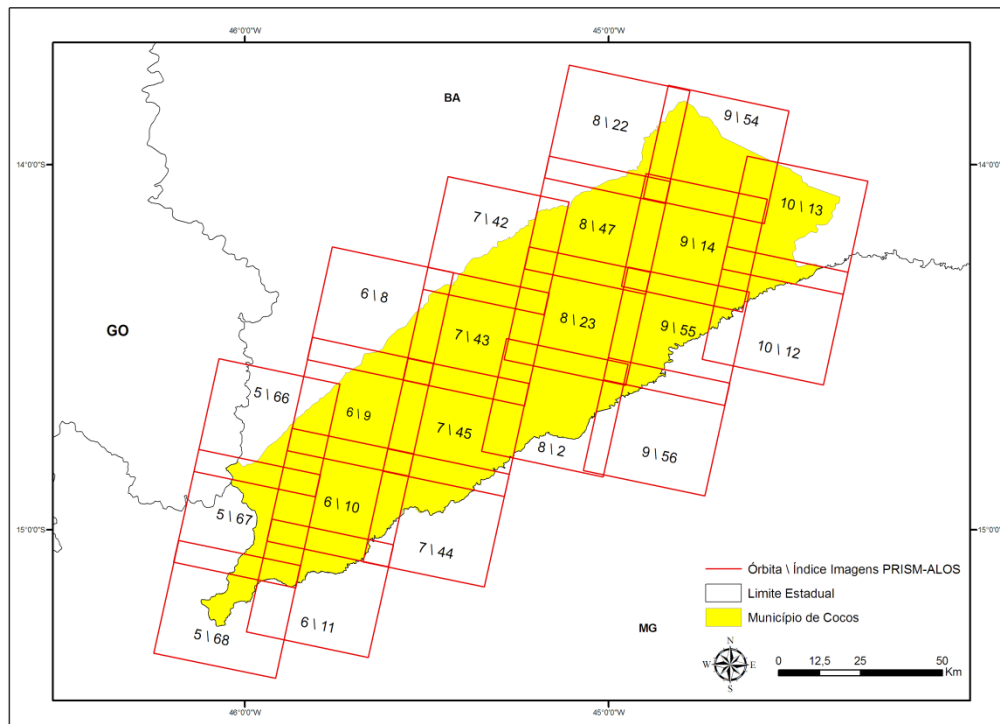 46°0'0"W 45°0'0"W
BA
9 \ 54
8 \ 22
14°0'0"S 14°0'0"S
10 \ 13
7 \ 42
8 \ 47
9 \ 14
6 \ 8
8 \ 23
GO
7 \ 43
9 \ 55
10 \ 12
5 \ 66
6 \ 9
7 \ 45
8 \ 2
9 \ 56
6 \ 10
5 \ 67
15°0'0"S 15°0'0"S
7 \ 44
Órbita \ Índice Imagens PRISM-ALOS
Limite Estadual
Município de Cocos
6 \ 11
MG
5 \ 68
N
W E
S
0 12,5 25 50
Km
46°0'0"W 45°0'0"W